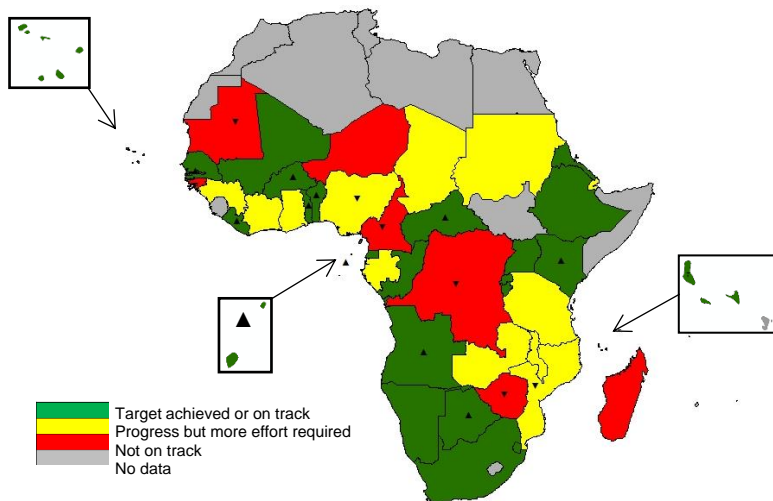 Target achieved or on track
Progress but more effort required
Not on track
No data